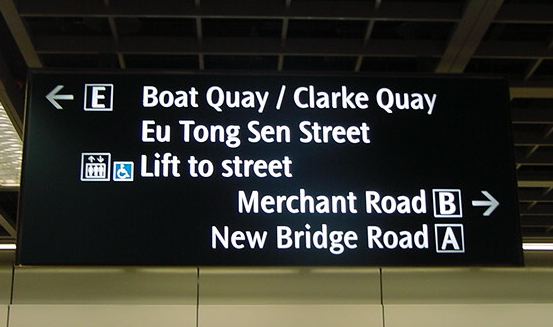 E Boat Quay / Clarke Quay
Eu Tong Sen Street
Lift to street
Merchant Road B
New Bridge Road A